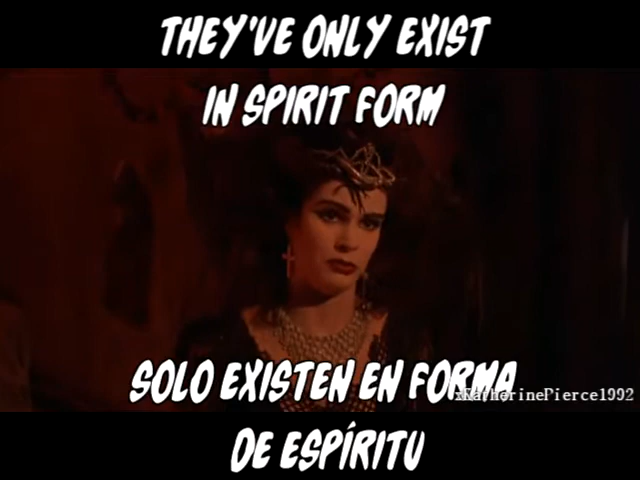 THEY'VE ONLY EXIST
IN SPIRIT FORM
SOLO EXISTEN EN FORMA
xKatherinePierce1992
DE ESPÍRITU